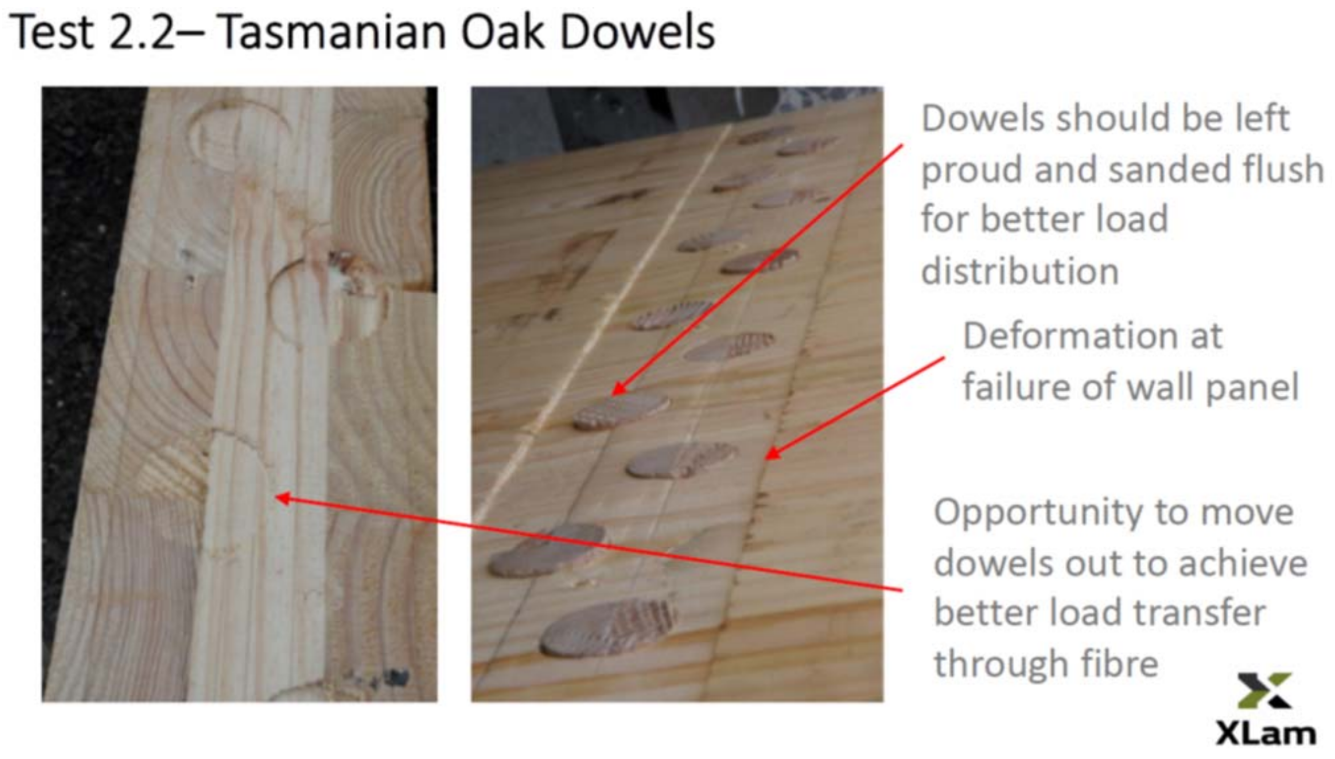 Test 2.2– Tasmanian Oak Dowels
Dowels should be left
proud and sanded flush
for better load
distribution
Deformation at
failure of wall panel
Opportunity to move
dowels out to achieve
better load transfer
through fibre
XLam